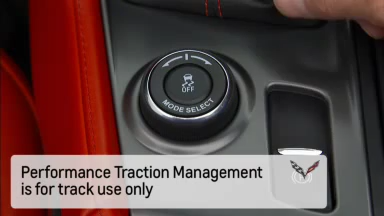 OFF
MODE SELECT
Performance Traction Management
is for track use only